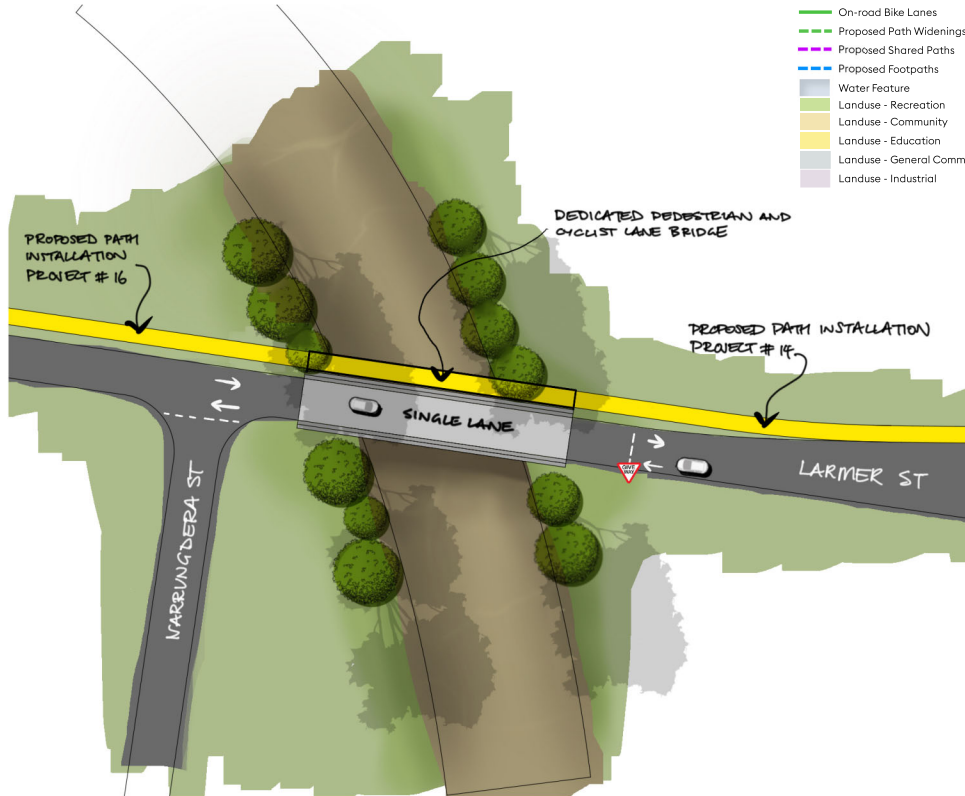 On-road Bike Lanes
Proposed Path Widenings
Proposed Shared Paths
Proposed Footpaths
Water Feature
Landuse - Recreation
Landuse - Community
Landuse - Education
Landuse - General Comm
Landuse - Industrial
DEDICATED PEDESTRIAN AND
CYCLIST LANE BRIDGE
PROPOSED PATH
INSTALLATION
PROJECT # 16
PROPOSED PATH INSTALLATION
PROJECT # 14
SINGLE LANE
GIVE
WAY
LARMER ST
NARRUNGDERA ST